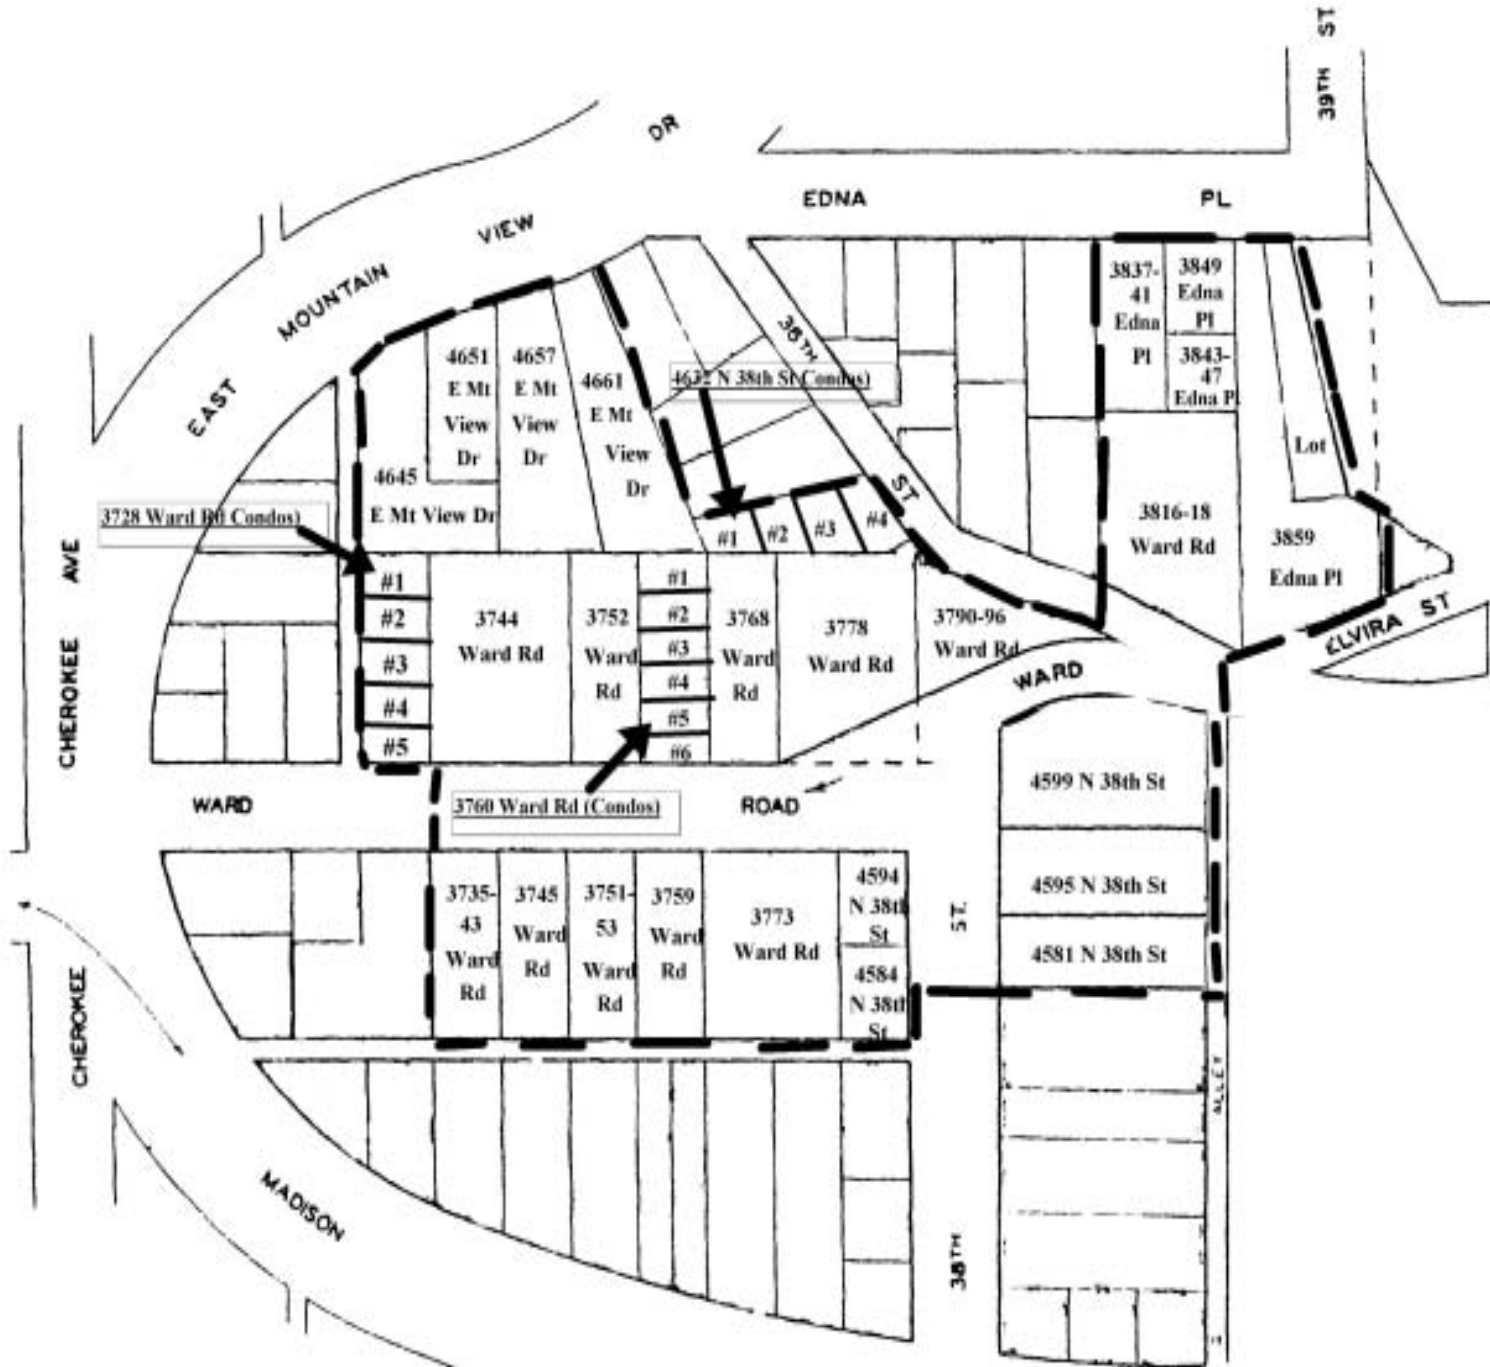 39TH ST
DR
EDNA PL
VIEW
MOUNTAIN
EAST
38TH
ST
3837-
41
Edna
Pl
3849
Edna
Pl
3843-
47
Edna Pl
4651
E Mt
View
Dr
4657
E Mt
View
Dr
4661
E Mt
View
Dr
4632 N 38th St Condos)
4645
E Mt View Dr
Lot
3728 Ward Rd Condos)
#1
#2
#3
#4
3816-18
Ward Rd
3859
Edna Pl
CHEROKEE AVE
#1
#2
#3
#4
#5
3744
Ward Rd
3752
Ward
Rd
#1
#2
#3
#4
#5
#6
3768
Ward
Rd
3778
Ward Rd
3790-96
Ward Rd
ELVIRA ST
WARD
WARD
3760 Ward Rd (Condos)
ROAD
4599 N 38th St
3735-
43
Ward
Rd
3745
Ward
Rd
3751-
53
Ward
Rd
3759
Ward
Rd
3773
Ward Rd
4594
N 38th
St
4584
N 38th
St
ST.
4595 N 38th St
4581 N 38th St
CHEROKEE
MADISON
38TH
ALLEY